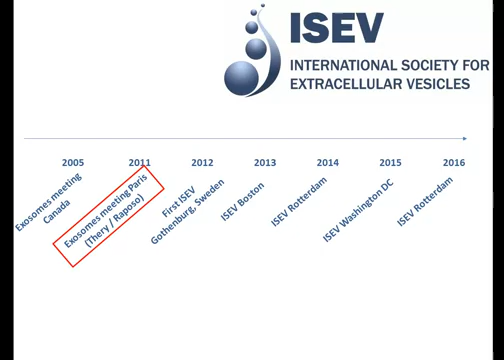 ISEV
INTERNATIONAL SOCIETY FOR
EXTRACELLULAR VESICLES
2005
2011
2012
2013
2014
2015
2016
Exosomes meeting
Canada
Exosomes meeting Paris
(Thery / Raposo)
First ISEV
Gothenburg, Sweden
ISEV Boston
ISEV Rotterdam
ISEV Washington DC
ISEV Rotterdam